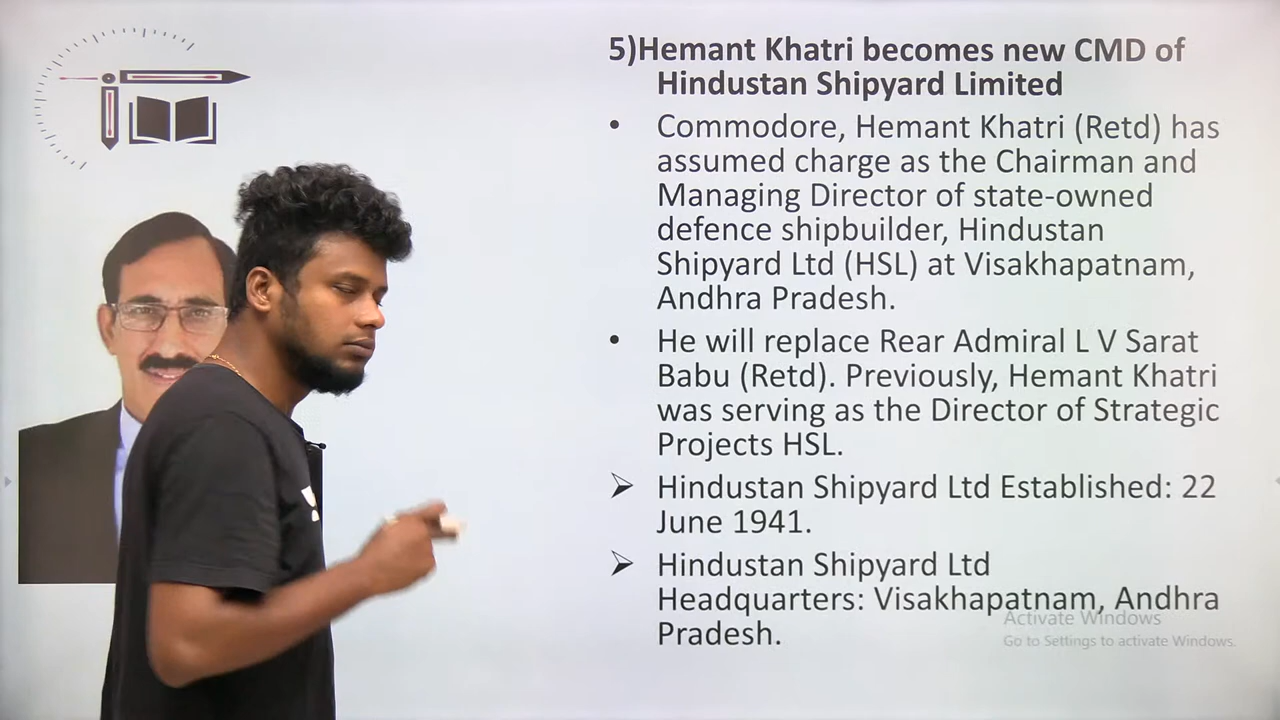 5)Hemant Khatri becomes new CMD of
Hindustan Shipyard Limited
• Commodore, Hemant Khatri (Retd) has
assumed charge as the Chairman and
Managing Director of state-owned
defence shipbuilder, Hindustan
Shipyard Ltd (HSL) at Visakhapatnam,
Andhra Pradesh.
• He will replace Rear Admiral L V Sarat
Babu (Retd). Previously, Hemant Khatri
was serving as the Director of Strategic
Projects HSL.
➢ Hindustan Shipyard Ltd Established: 22
June 1941.
➢ Hindustan Shipyard Ltd
Headquarters: Visakhapatnam, Andhra
Pradesh.
Activate Windows
Go to Settings to activate Windows.